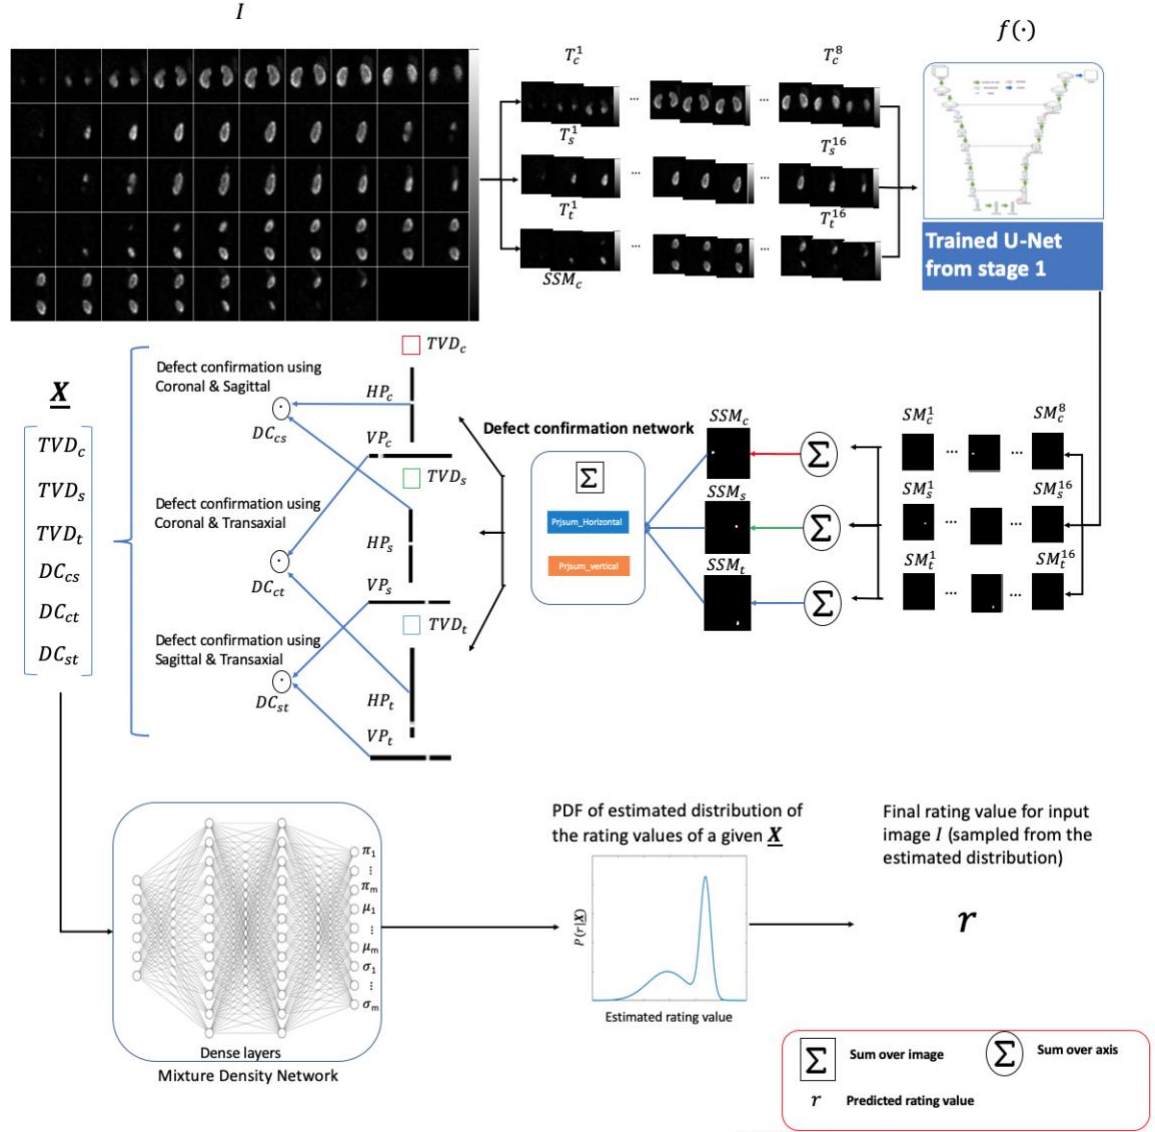 I
f(·)
T_c^1
T_c^8
... ...
T_s^1
T_s^16
... ...
T_t^1
T_t^16
... ...
SSM_c
Trained U-Net
from stage 1
X
TVD_c
TVD_s
TVD_t
DC_cs
DC_ct
DC_st
Defect confirmation using
Coronal & Sagittal
DC_cs
Defect confirmation using
Coronal & Transaxial
DC_ct
Defect confirmation using
Sagittal & Transaxial
DC_st
TVD_c
HP_c
VP_c
TVD_s
HP_s
VP_s
TVD_t
HP_t
VP_t
Defect confirmation network
Σ
Prjsum_Horizontal
Prjsum_vertical
SSM_c
Σ
SSM_s
Σ
SSM_t
Σ
SM_c^1
SM_c^8
... ...
SM_s^1
SM_s^16
... ...
SM_t^1
SM_t^16
... ...
π_1
⋮
π_m
μ_1
⋮
μ_m
σ_1
⋮
σ_m
Dense layers
Mixture Density Network
PDF of estimated distribution of
the rating values of a given X
P(r|X)
Estimated rating value
Final rating value for input
image I (sampled from the
estimated distribution)
r
Σ Sum over image
Σ Sum over axis
r Predicted rating value